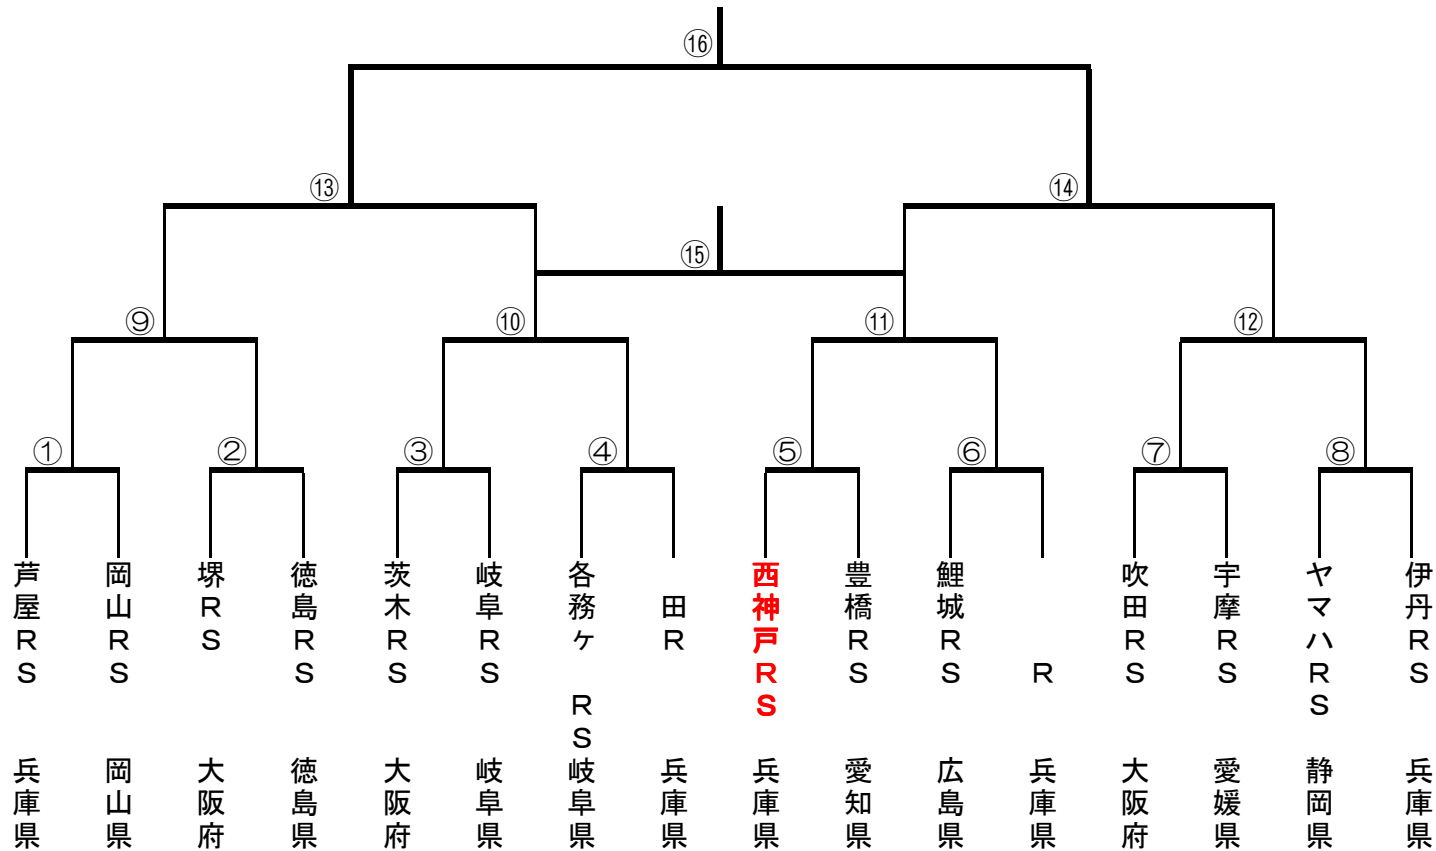 ⑯
⑬
⑭
⑮
⑨
⑩
⑪
⑫
①
②
③
④
⑤
⑥
⑦
⑧
芦屋ＲＳ
岡山ＲＳ
堺ＲＳ
徳島ＲＳ
茨木ＲＳ
岐阜ＲＳ
各務ヶ　ＲＳ
田Ｒ
西神戸ＲＳ
豊橋ＲＳ
鯉城ＲＳ
Ｒ
吹田ＲＳ
宇摩ＲＳ
ヤマハＲＳ
伊丹ＲＳ
兵庫県
岡山県
大阪府
徳島県
大阪府
岐阜県
岐阜県
兵庫県
兵庫県
愛知県
広島県
兵庫県
大阪府
愛媛県
静岡県
兵庫県